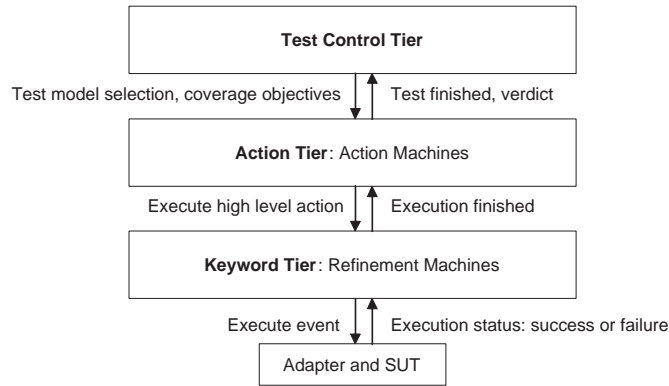 Test Control Tier
Test model selection, coverage objectives
Test finished, verdict
Action Tier: Action Machines
Execute high level action
Execution finished
Keyword Tier: Refinement Machines
Execute event
Execution status: success or failure
Adapter and SUT